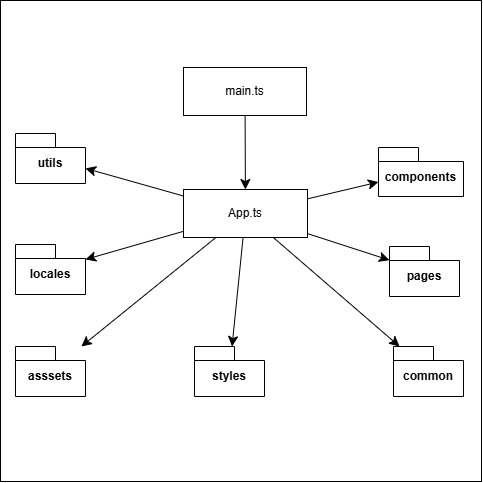 main.ts
utils
components
App.ts
locales
pages
asssets
styles
common